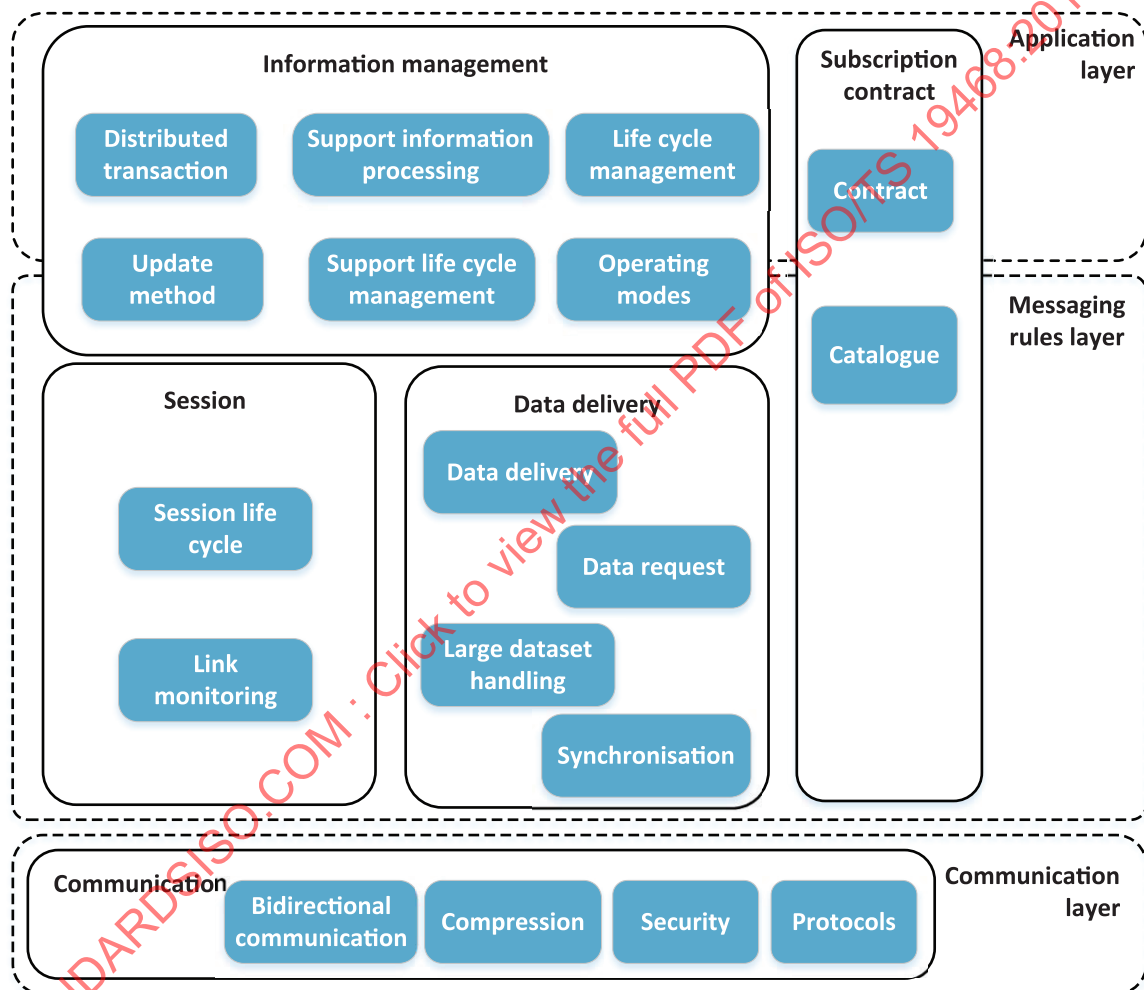 Application
layer
Information management
Subscription
contract
Distributed
transaction
Support information
processing
Life cycle
management
Contract
Update
method
Support life cycle
management
Operating
modes
Messaging
rules layer
Catalogue
Session
Data delivery
Data delivery
Session life
cycle
Data request
Link
monitoring
Large dataset
handling
Synchronisation
Communication
Communication
layer
Bidirectional
communication
Compression
Security
Protocols
DARDSISO.COM : Click to view the full PDF of ISO/TS 19468:201